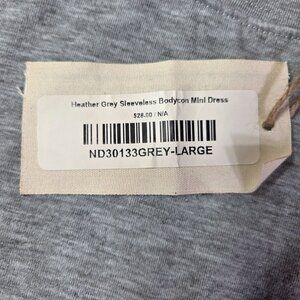 Heather Grey Sleeveless Bodycon Mini Dress
$28.00 / N/A
ND30133GREY-LARGE